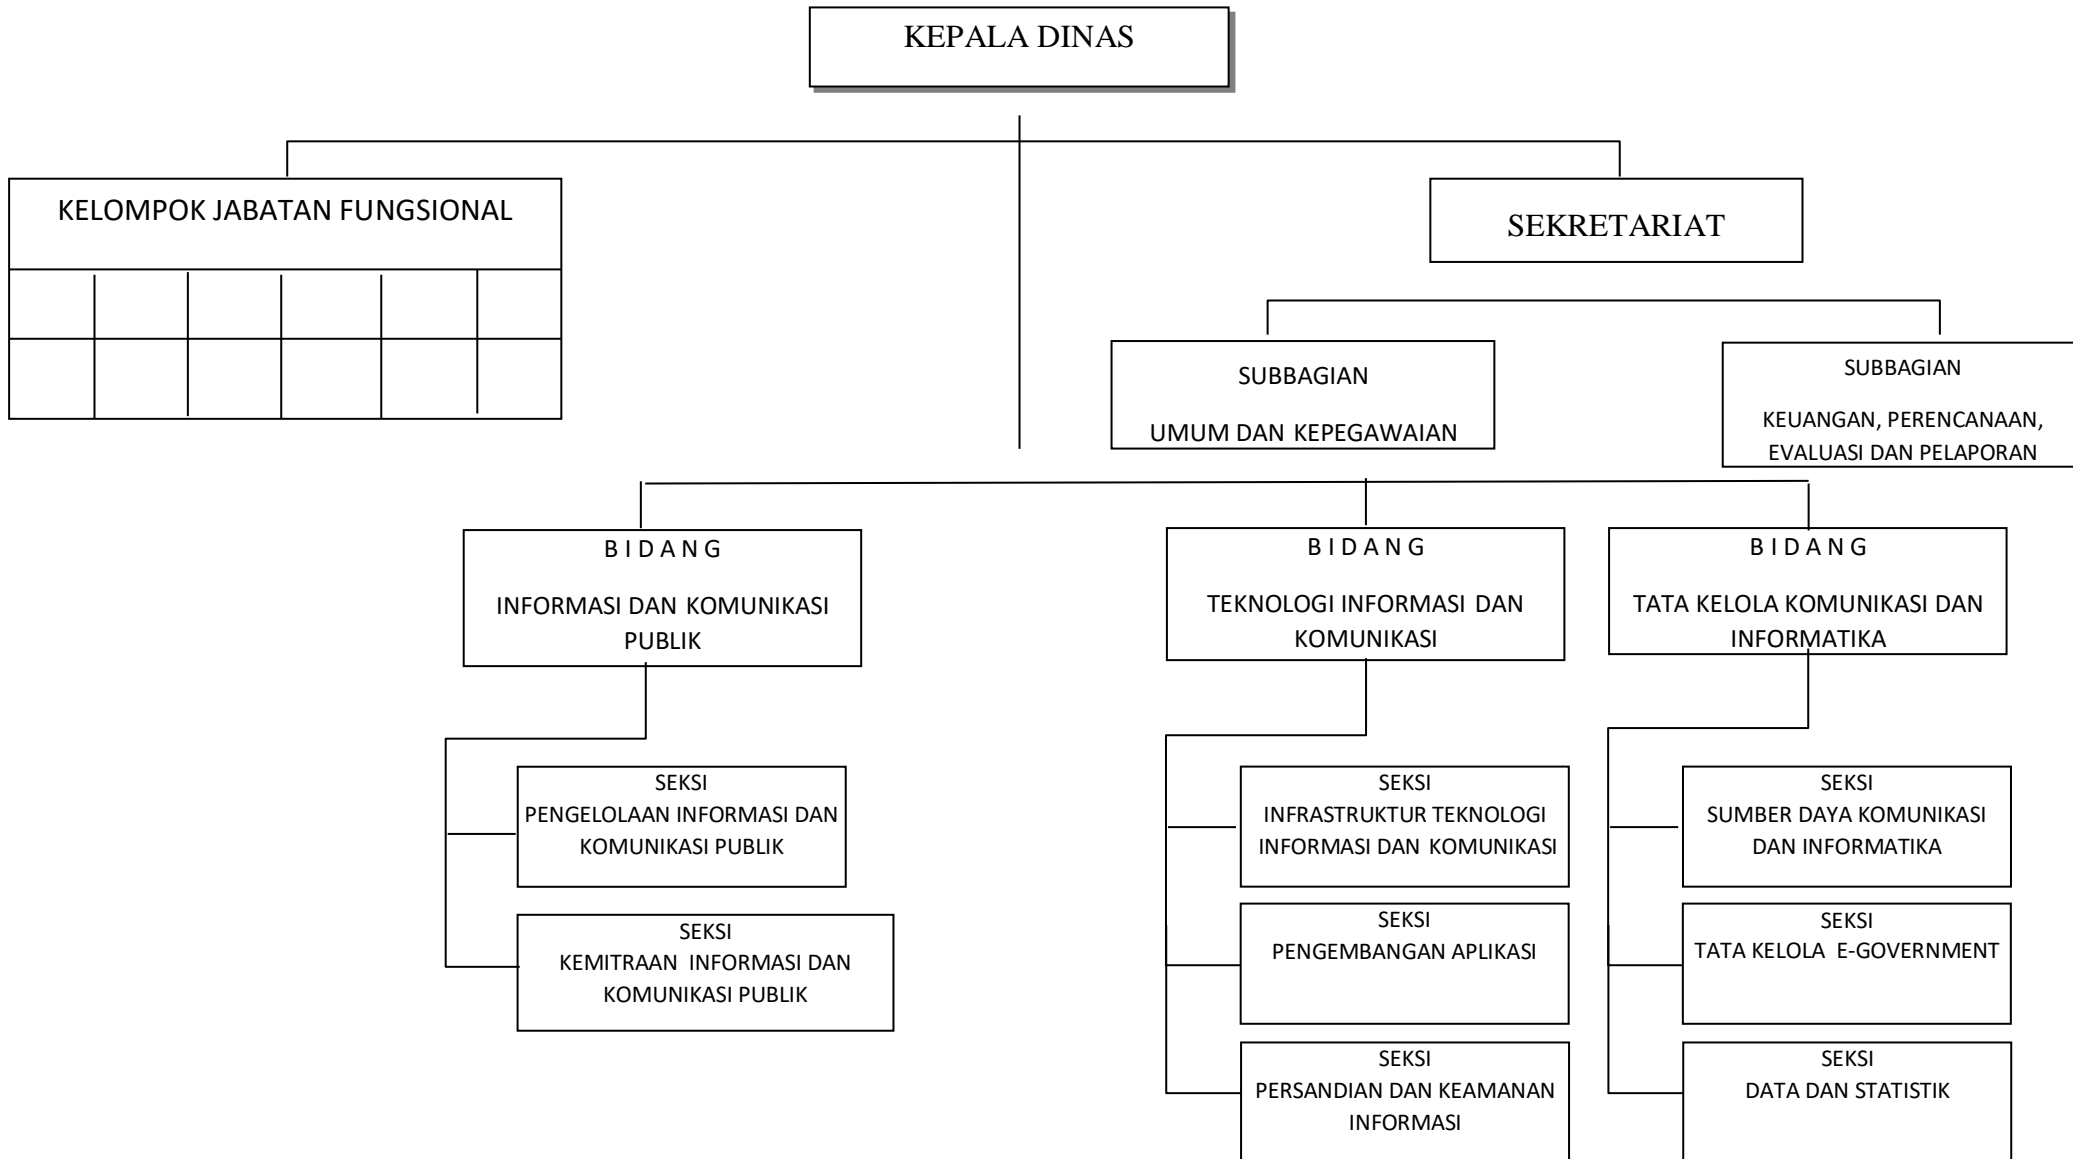 KEPALA DINAS
KELOMPOK JABATAN FUNGSIONAL
SEKRETARIAT
SUBBAGIAN
UMUM DAN KEPEGAWAIAN
SUBBAGIAN
KEUANGAN, PERENCANAAN,
EVALUASI DAN PELAPORAN
B I D A N G
INFORMASI DAN KOMUNIKASI
PUBLIK
B I D A N G
TEKNOLOGI INFORMASI DAN
KOMUNIKASI
B I D A N G
TATA KELOLA KOMUNIKASI DAN
INFORMATIKA
SEKSI
PENGELOLAAN INFORMASI DAN
KOMUNIKASI PUBLIK
SEKSI
KEMITRAAN INFORMASI DAN
KOMUNIKASI PUBLIK
SEKSI
INFRASTRUKTUR TEKNOLOGI
INFORMASI DAN KOMUNIKASI
SEKSI
PENGEMBANGAN APLIKASI
SEKSI
PERSANDIAN DAN KEAMANAN
INFORMASI
SEKSI
SUMBER DAYA KOMUNIKASI
DAN INFORMATIKA
SEKSI
TATA KELOLA E-GOVERNMENT
SEKSI
DATA DAN STATISTIK